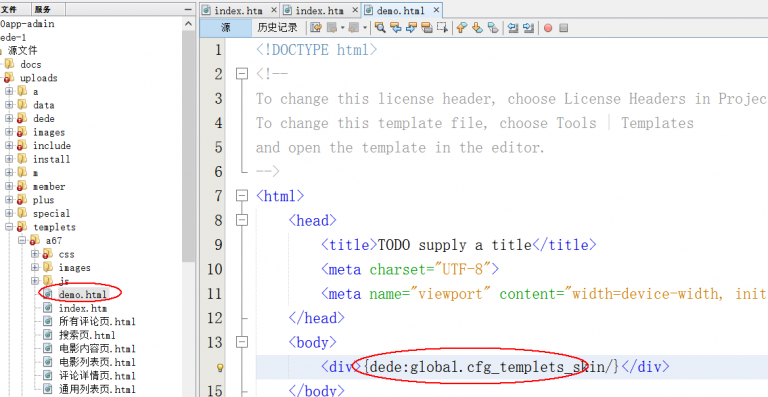 文件 服务
0app-admin
ede-1
源文件
docs
uploads
a
data
dede
images
include
install
m
member
plus
special
templets
a67
css
images
js
demo.html
index.htm
所有评论页.html
搜索页.html
电影内容页.html
电影列表页.html
评论详情页.html
通用列表页.html
index.htm index.htm demo.html
源 历史记录
1 <!DOCTYPE html>
2 <!--
3 To change this license header, choose License Headers in Projec
4 To change this template file, choose Tools | Templates
5 and open the template in the editor.
6 -->
7 <html>
8 <head>
9 <title>TODO supply a title</title>
10 <meta charset="UTF-8">
11 <meta name="viewport" content="width=device-width, init
12 </head>
13 <body>
<div>{dede:global.cfg_templets_skin/}</div>
15 </body>